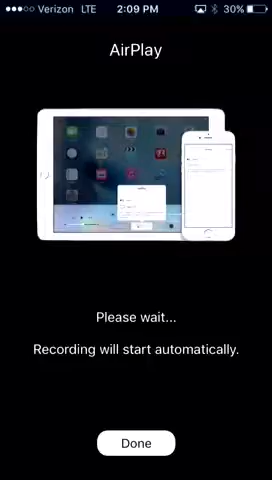 Verizon LTE 2:09 PM 30%
AirPlay
Please wait...
Recording will start automatically.
Done